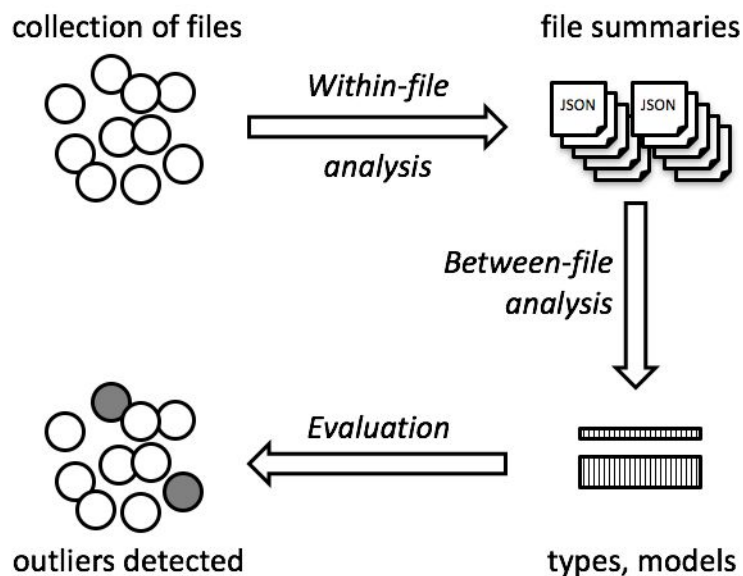 collection of files
file summaries
Within-file
analysis
JSON
JSON
Between-file
analysis
Evaluation
outliers detected
types, models